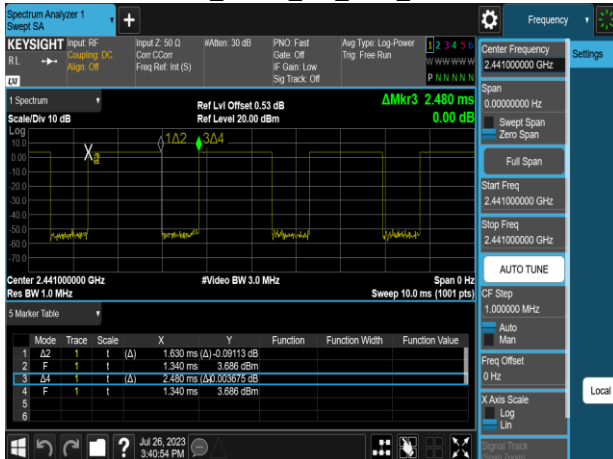 Spectrum Analyzer 1
Swept SA
Frequency
KEYSIGHT
RL
LXI
Input: RF
Coupling: DC
Align: Off
Input Z: 50 Ω
Corr CCorr
Freq Ref: Int (S)
#Atten: 30 dB
PNO: Fast
Gate: Off
IF Gain: Low
Sig Track: Off
Avg Type: Log-Power
Trig: Free Run
1 2 3 4 5 6
W W W W W W
P N N N N N
1 Spectrum
Scale/Div 10 dB
Ref Lvl Offset 0.53 dB
Ref Level 20.00 dBm
ΔMkr3 2.480 ms
0.00 dB
Log
10.0
0.00
-10.0
-20.0
-30.0
-40.0
-50.0
-60.0
-70.0
1Δ2
3Δ4
Center 2.441000000 GHz
Res BW 1.0 MHz
#Video BW 3.0 MHz
Span 0 Hz
Sweep 10.0 ms (1001 pts)
5 Marker Table
Mode Trace Scale X Y Function Function Width Function Value
1 Δ2 1 t (Δ) 1.630 ms (Δ) -0.09113 dB
2 F 1 t 1.340 ms 3.686 dBm
3 Δ4 1 t (Δ) 2.480 ms (Δ) 0.003675 dB
4 F 1 t 1.340 ms 3.686 dBm
5
6
?
Jul 26, 2023
3:40:54 PM
Center Frequency
2.441000000 GHz
Settings
Span
0.00000000 Hz
Swept Span
Zero Span
Full Span
Start Freq
2.441000000 GHz
Stop Freq
2.441000000 GHz
AUTO TUNE
CF Step
1.000000 MHz
Auto
Man
Freq Offset
0 Hz
Local
X Axis Scale
Log
Lin
Signal Track
(Span Zoom)